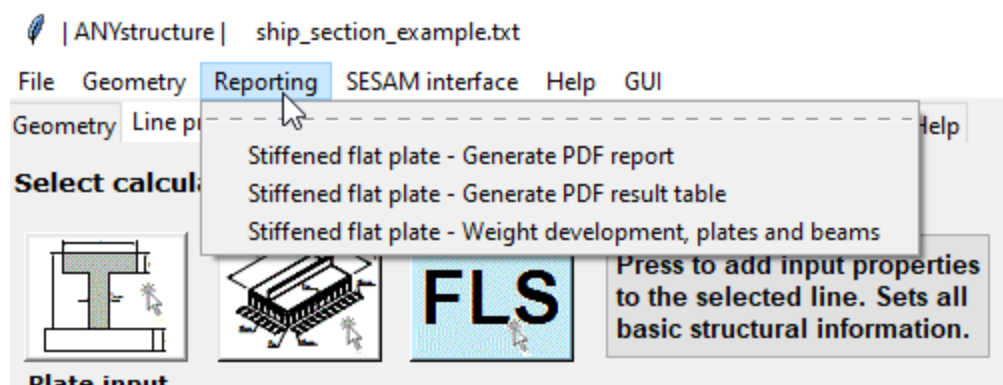 | ANYstructure | ship_section_example.txt
File Geometry Reporting SESAM interface Help GUI
Geometry Line pr Help
Stiffened flat plate - Generate PDF report
Stiffened flat plate - Generate PDF result table
Stiffened flat plate - Weight development, plates and beams
Select calcula
FLS
Press to add input properties
to the selected line. Sets all
basic structural information.
Plate input